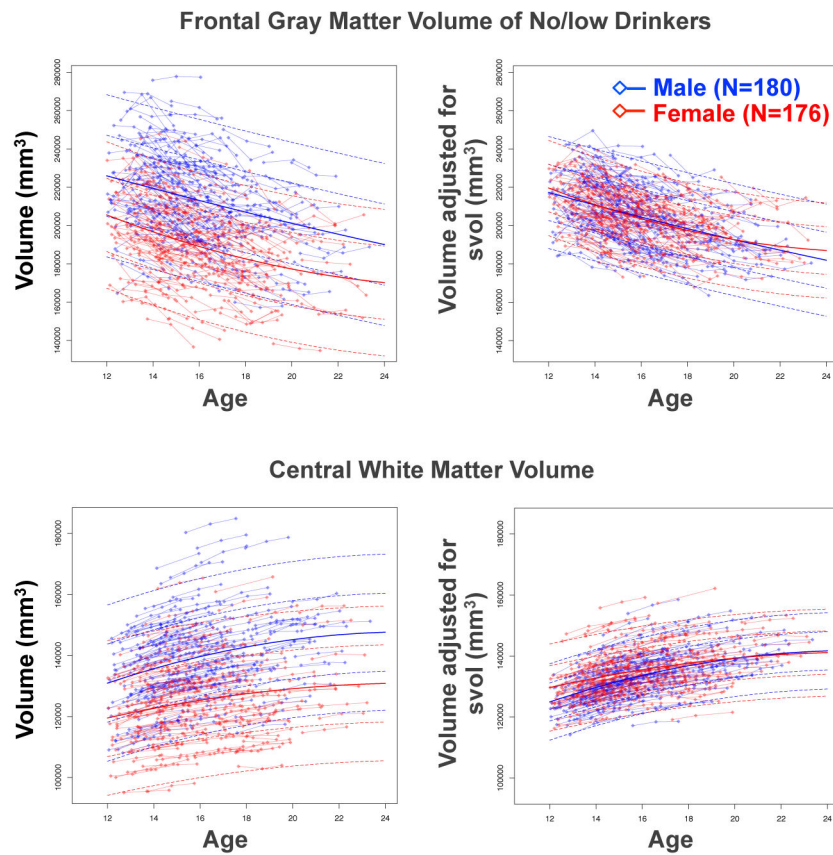 Frontal Gray Matter Volume of No/low Drinkers
Volume (mm³)
280000
260000
240000
220000
200000
180000
160000
140000
12 14 16 18 20 22 24
Age
Volume adjusted for
svol (mm³)
280000
260000
240000
220000
200000
180000
160000
140000
Male (N=180)
Female (N=176)
12 14 16 18 20 22 24
Age
Central White Matter Volume
Volume (mm³)
180000
160000
140000
120000
100000
12 14 16 18 20 22 24
Age
Volume adjusted for
svol (mm³)
180000
160000
140000
120000
100000
12 14 16 18 20 22 24
Age